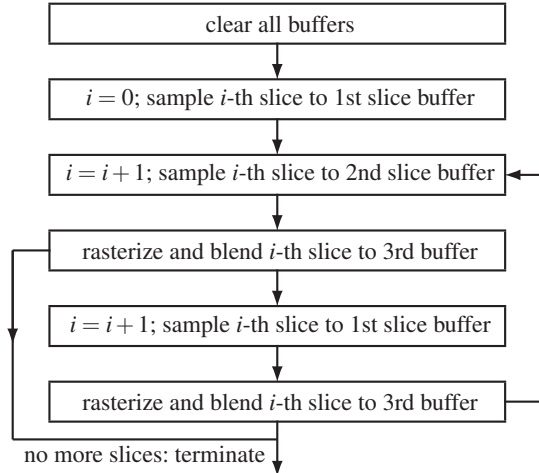 clear all buffers
i = 0; sample i-th slice to 1st slice buffer
i = i + 1; sample i-th slice to 2nd slice buffer
rasterize and blend i-th slice to 3rd buffer
i = i + 1; sample i-th slice to 1st slice buffer
rasterize and blend i-th slice to 3rd buffer
no more slices: terminate